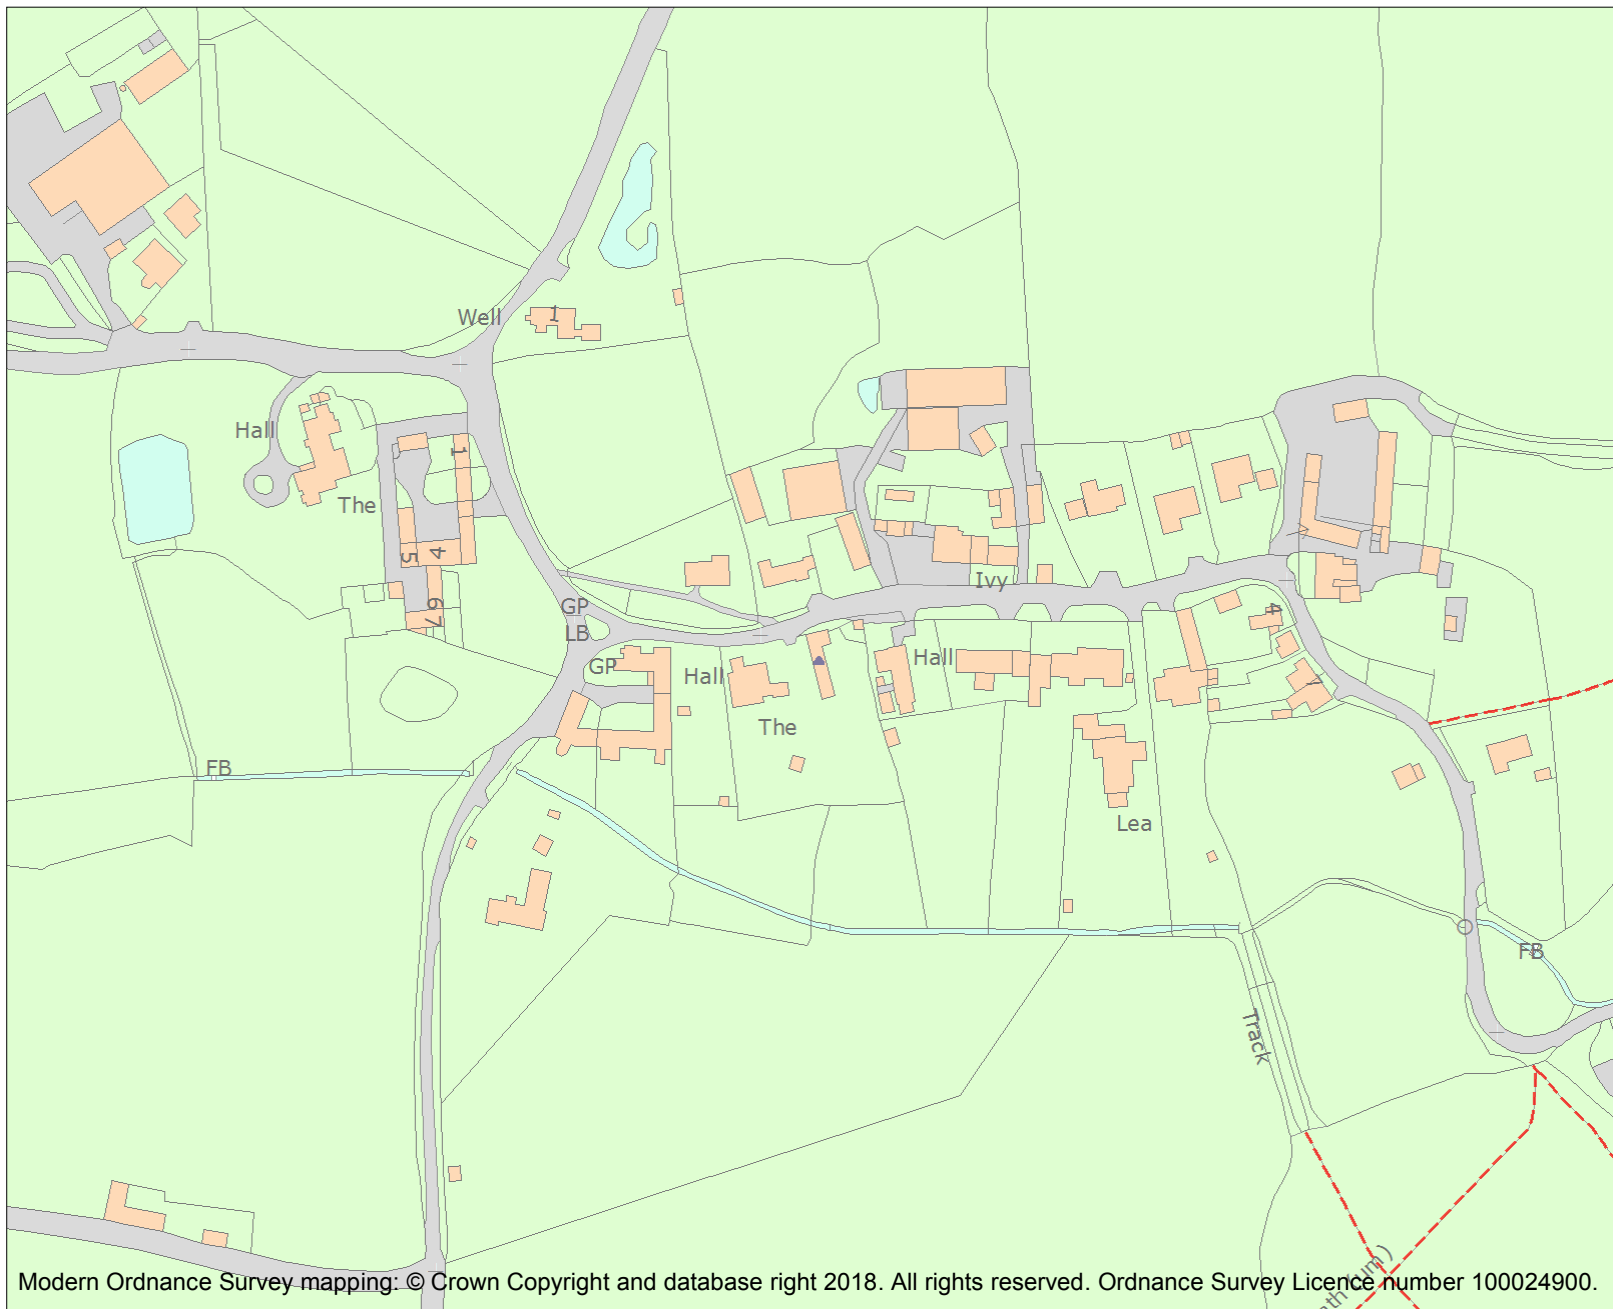 Well
1
Hall
1
The
5
4
67
Ivy
GP
LB
GP
Hall
Hall
4
7
The
FB
Lea
FB
Track
(um)
Modern Ordnance Survey mapping: © Crown Copyright and database right 2018. All rights reserved. Ordnance Survey Licence number 100024900.